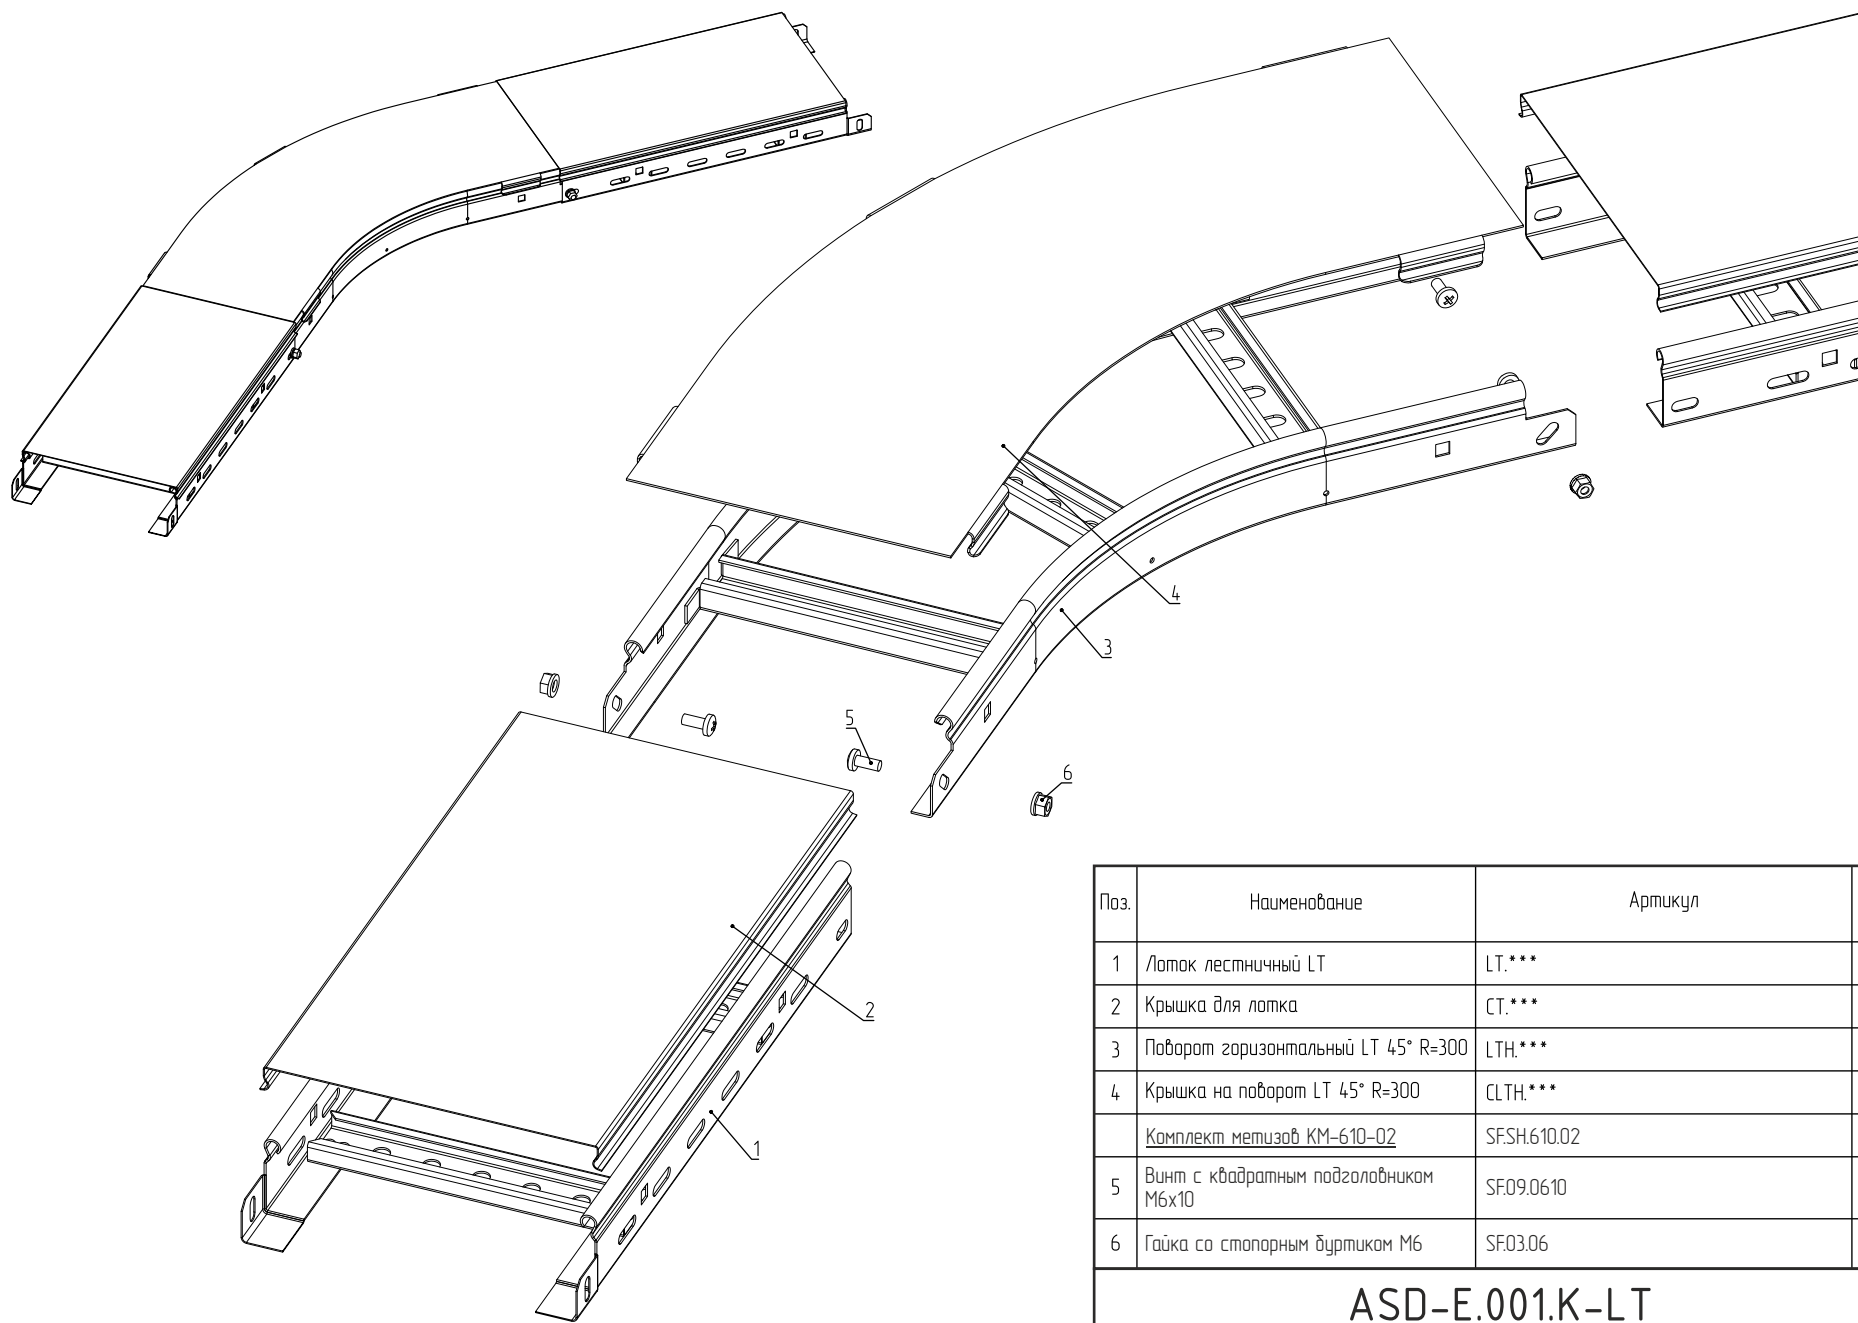 4
3
5
6
2
1
Поз. Наименование Артикул
1 Лоток лестничный LT LT.***
2 Крышка для лотка CT.***
3 Поворот горизонтальный LT 45° R=300 LTH.***
4 Крышка на поворот LT 45° R=300 CLTH.***
Комплект метизов КМ-610-02 SF.SH.610.02
5 Винт с квадратным подголовником
М6х10 SF.09.0610
6 Гайка со стопорным буртиком М6 SF.03.06
ASD-E.001.K-LT